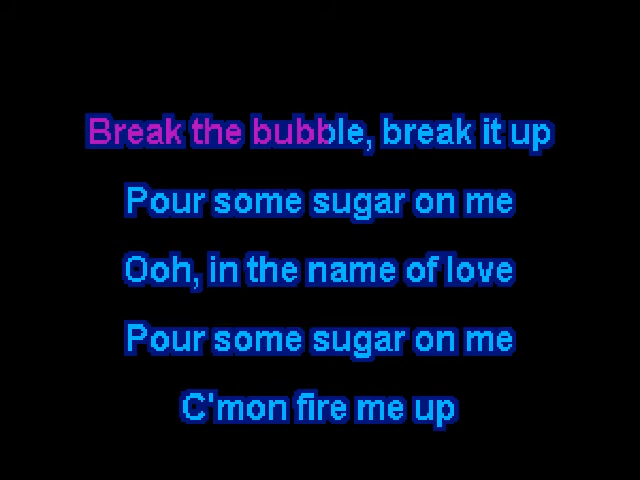 Break the bubble, break it up
Pour some sugar on me
Ooh, in the name of love
Pour some sugar on me
C'mon fire me up